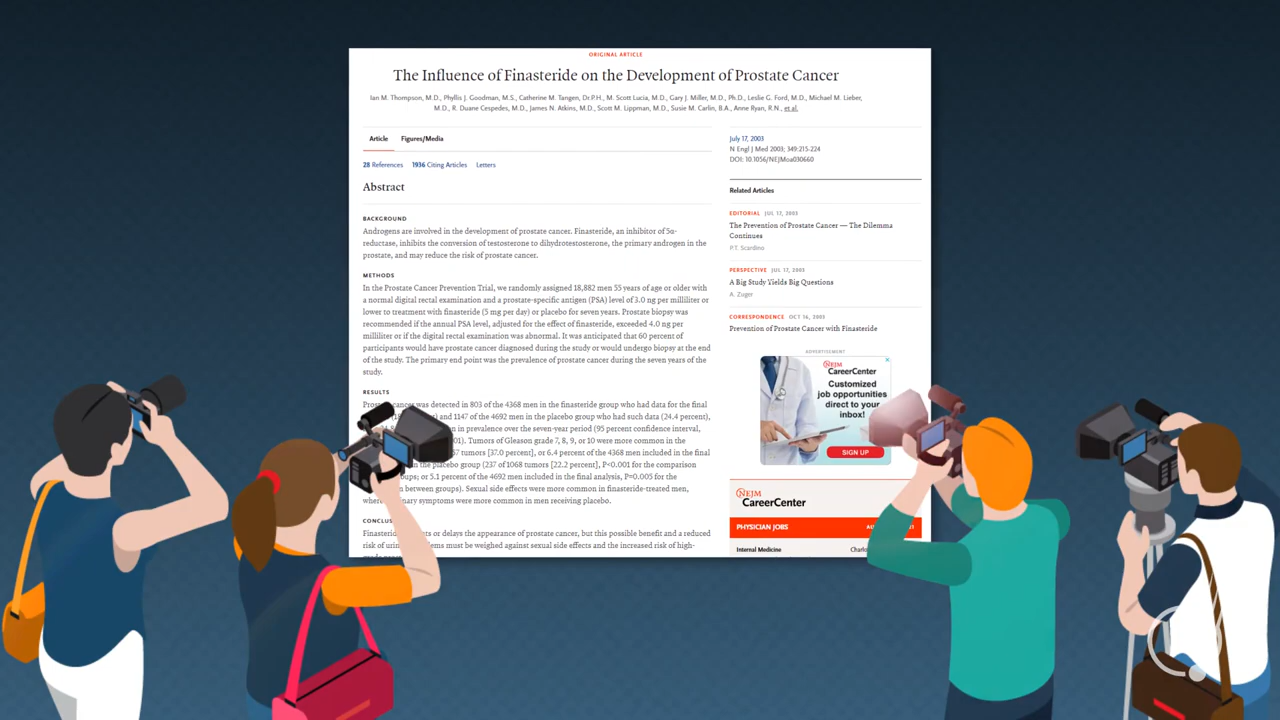 ORIGINAL ARTICLE
The Influence of Finasteride on the Development of Prostate Cancer
Ian M. Thompson, M.D., Phyllis J. Goodman, M.S., Catherine M. Tangen, Dr.P.H., M. Scott Lucia, M.D., Gary J. Miller, M.D., Ph.D., Leslie G. Ford, M.D., Michael M. Lieber,
M.D., R. Duane Cespedes, M.D., James N. Atkins, M.D., Scott M. Lippman, M.D., Susie M. Carlin, B.A., Anne Ryan, R.N., et al.
Article Figures/Media
28 References 1936 Citing Articles Letters
Abstract
BACKGROUND
Androgens are involved in the development of prostate cancer. Finasteride, an inhibitor of 5α-
reductase, inhibits the conversion of testosterone to dihydrotestosterone, the primary androgen in the
prostate, and may reduce the risk of prostate cancer.
METHODS
In the Prostate Cancer Prevention Trial, we randomly assigned 18,882 men 55 years of age or older with
a normal digital rectal examination and a prostate-specific antigen (PSA) level of 3.0 ng per milliliter or
lower to treatment with finasteride (5 mg per day) or placebo for seven years. Prostate biopsy was
recommended if the annual PSA level, adjusted for the effect of finasteride, exceeded 4.0 ng per
milliliter or if the digital rectal examination was abnormal. It was anticipated that 60 percent of
participants would have prostate cancer diagnosed during the study or would undergo biopsy at the end
of the study. The primary end point was the prevalence of prostate cancer during the seven years of the
study.
RESULTS
cancer was detected in 803 of the 4368 men in the finasteride group who had data for the final
and 1147 of the 4692 men in the placebo group who had such data (24.4 percent),
in prevalence over the seven-year period (95 percent confidence interval,
Tumors of Gleason grade 7, 8, 9, or 10 were more common in the
tumors [37.0 percent], or 6.4 percent of the 4368 men included in the final
the placebo group (237 of 1068 tumors [22.2 percent], P<0.001 for the comparison
or 5.1 percent of the 4692 men included in the final analysis, P=0.005 for the
between groups). Sexual side effects were more common in finasteride-treated men,
symptoms were more common in men receiving placebo.
or delays the appearance of prostate cancer, but this possible benefit and a reduced
risk of must be weighed against sexual side effects and the increased risk of high-
July 17, 2003
N Engl J Med 2003; 349:215-224
DOI: 10.1056/NEJMoa030660
Related Articles
EDITORIAL JUL 17, 2003
The Prevention of Prostate Cancer — The Dilemma
Continues
P.T. Scardino
PERSPECTIVE JUL 17, 2003
A Big Study Yields Big Questions
A. Zuger
CORRESPONDENCE OCT 16, 2003
Prevention of Prostate Cancer with Finasteride
ADVERTISEMENT
NEJM
CareerCenter
Customized
job opportunities
direct to your
inbox!
SIGN UP
NEJM
CareerCenter
PHYSICIAN JOBS
Internal Medicine